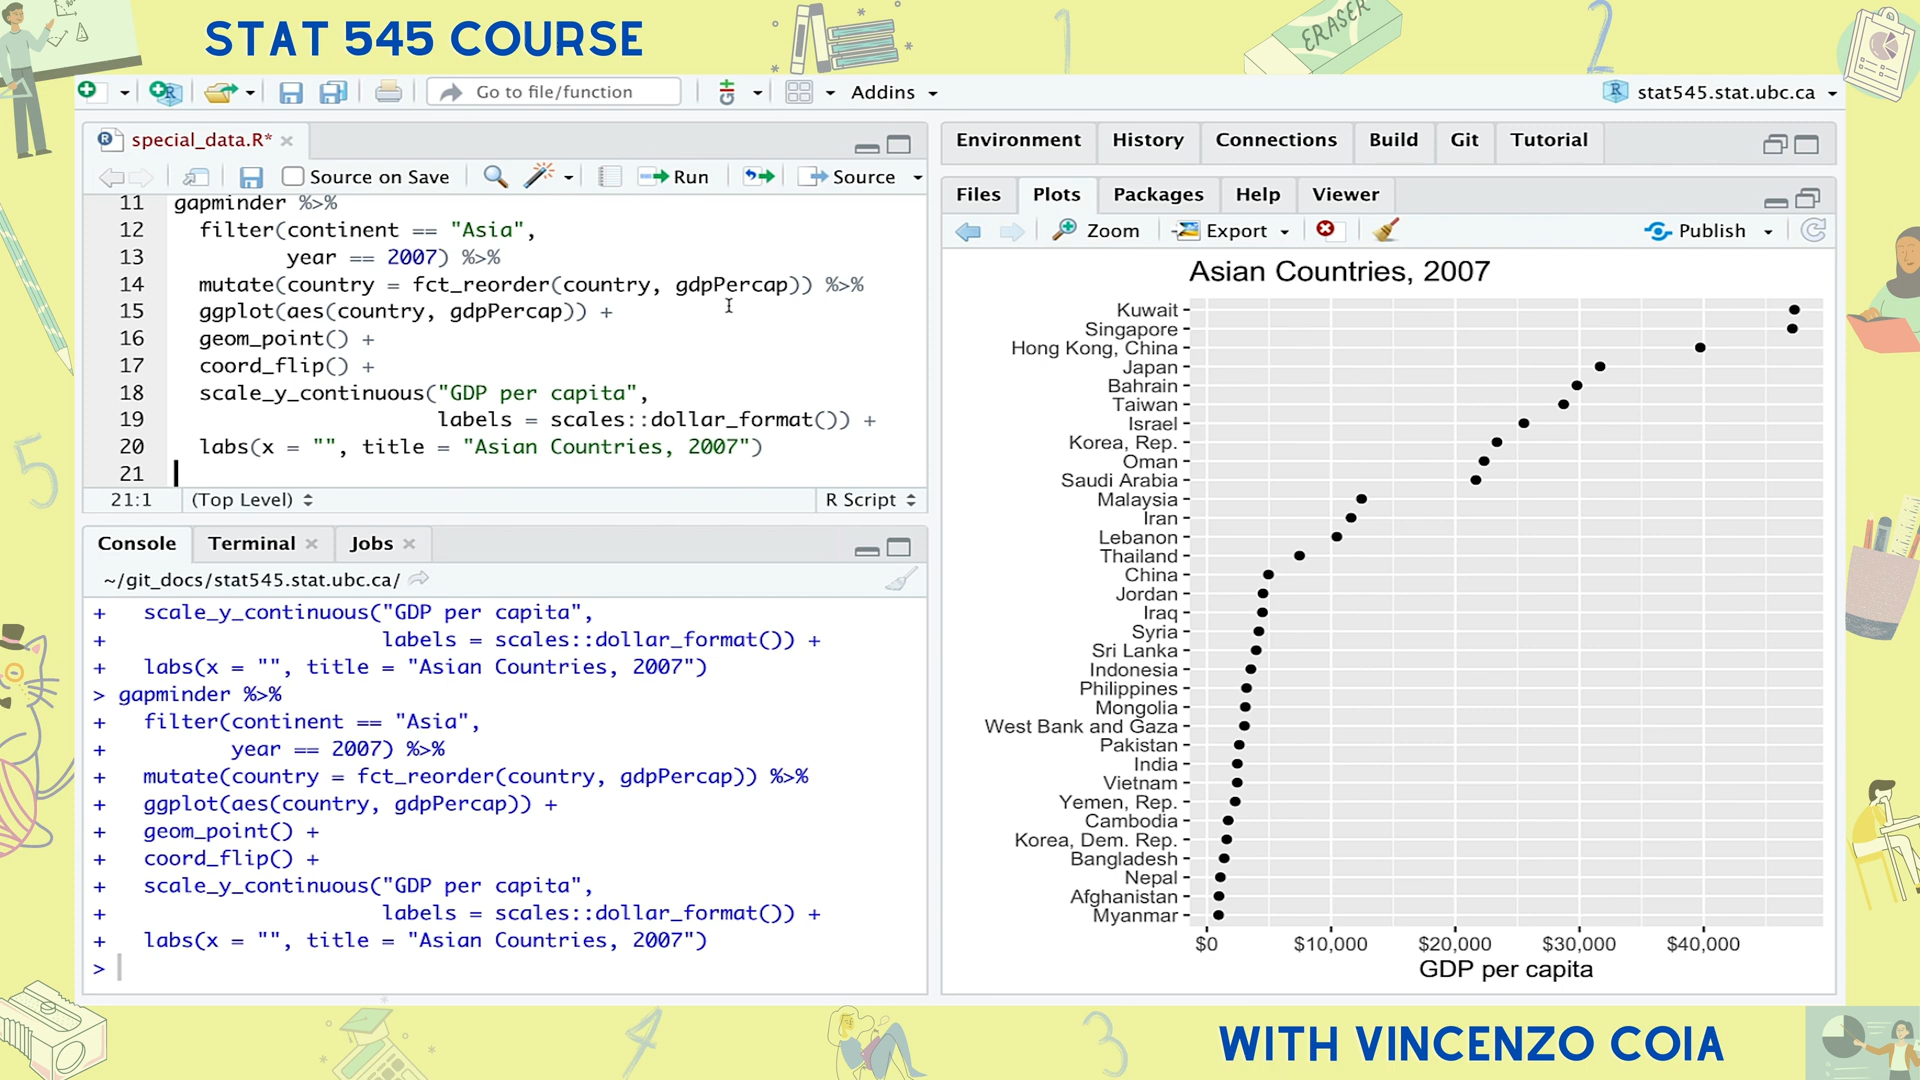 STAT 545 COURSE
ERASER
Go to file/function
Addins
stat545.stat.ubc.ca
special_data.R*
Source on Save
Run
Source
11 gapminder %>%
12 filter(continent == "Asia",
13 year == 2007) %>%
14 mutate(country = fct_reorder(country, gdpPercap)) %>%
15 ggplot(aes(country, gdpPercap)) +
16 geom_point() +
17 coord_flip() +
18 scale_y_continuous("GDP per capita",
19 labels = scales::dollar_format()) +
20 labs(x = "", title = "Asian Countries, 2007")
21
21:1 (Top Level) R Script
Console Terminal Jobs
~/git_docs/stat545.stat.ubc.ca/
+ scale_y_continuous("GDP per capita",
+ labels = scales::dollar_format()) +
+ labs(x = "", title = "Asian Countries, 2007")
> gapminder %>%
+ filter(continent == "Asia",
+ year == 2007) %>%
+ mutate(country = fct_reorder(country, gdpPercap)) %>%
+ ggplot(aes(country, gdpPercap)) +
+ geom_point() +
+ coord_flip() +
+ scale_y_continuous("GDP per capita",
+ labels = scales::dollar_format()) +
+ labs(x = "", title = "Asian Countries, 2007")
>
Environment History Connections Build Git Tutorial
Files Plots Packages Help Viewer
Zoom Export Publish
Asian Countries, 2007
Kuwait
Singapore
Hong Kong, China
Japan
Bahrain
Taiwan
Israel
Korea, Rep.
Oman
Saudi Arabia
Malaysia
Iran
Lebanon
Thailand
China
Jordan
Iraq
Syria
Sri Lanka
Indonesia
Philippines
Mongolia
West Bank and Gaza
Pakistan
India
Vietnam
Yemen, Rep.
Cambodia
Korea, Dem. Rep.
Bangladesh
Nepal
Afghanistan
Myanmar
$0 $10,000 $20,000 $30,000 $40,000
GDP per capita
1
2
5
4
3
WITH VINCENZO COIA